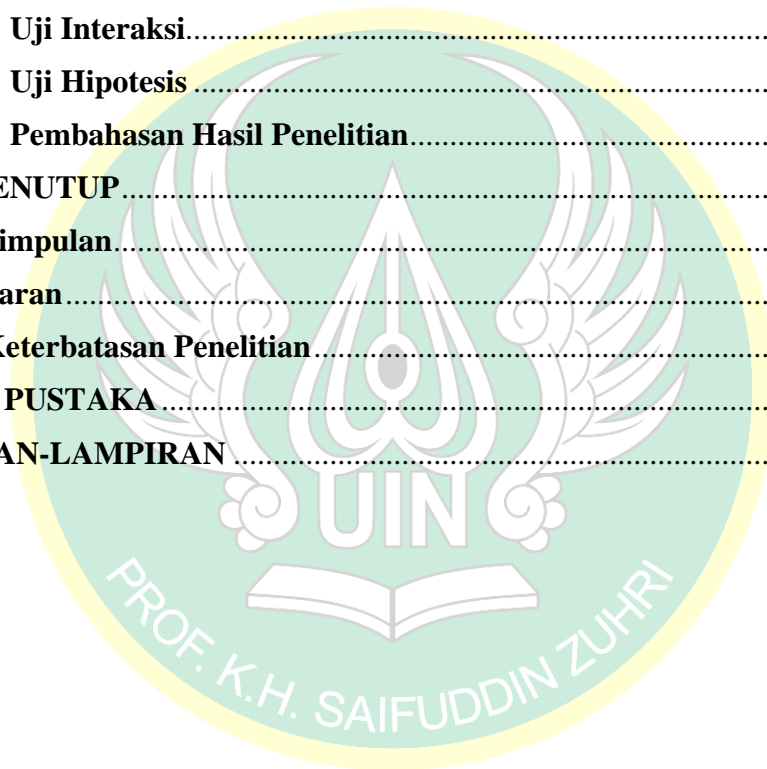 Uji Interaksi........................................................................
Uji Hipotesis........................................................................
Pembahasan Hasil Penelitian........................................
ENUTUP................................................................................
impulan.................................................................................
aran........................................................................................
Keterbatasan Penelitian.......................................................
PUSTAKA..........................................................................
AN-LAMPIRAN................................................................
UIN
PROF. K.H. SAIFUDDIN ZUHRI